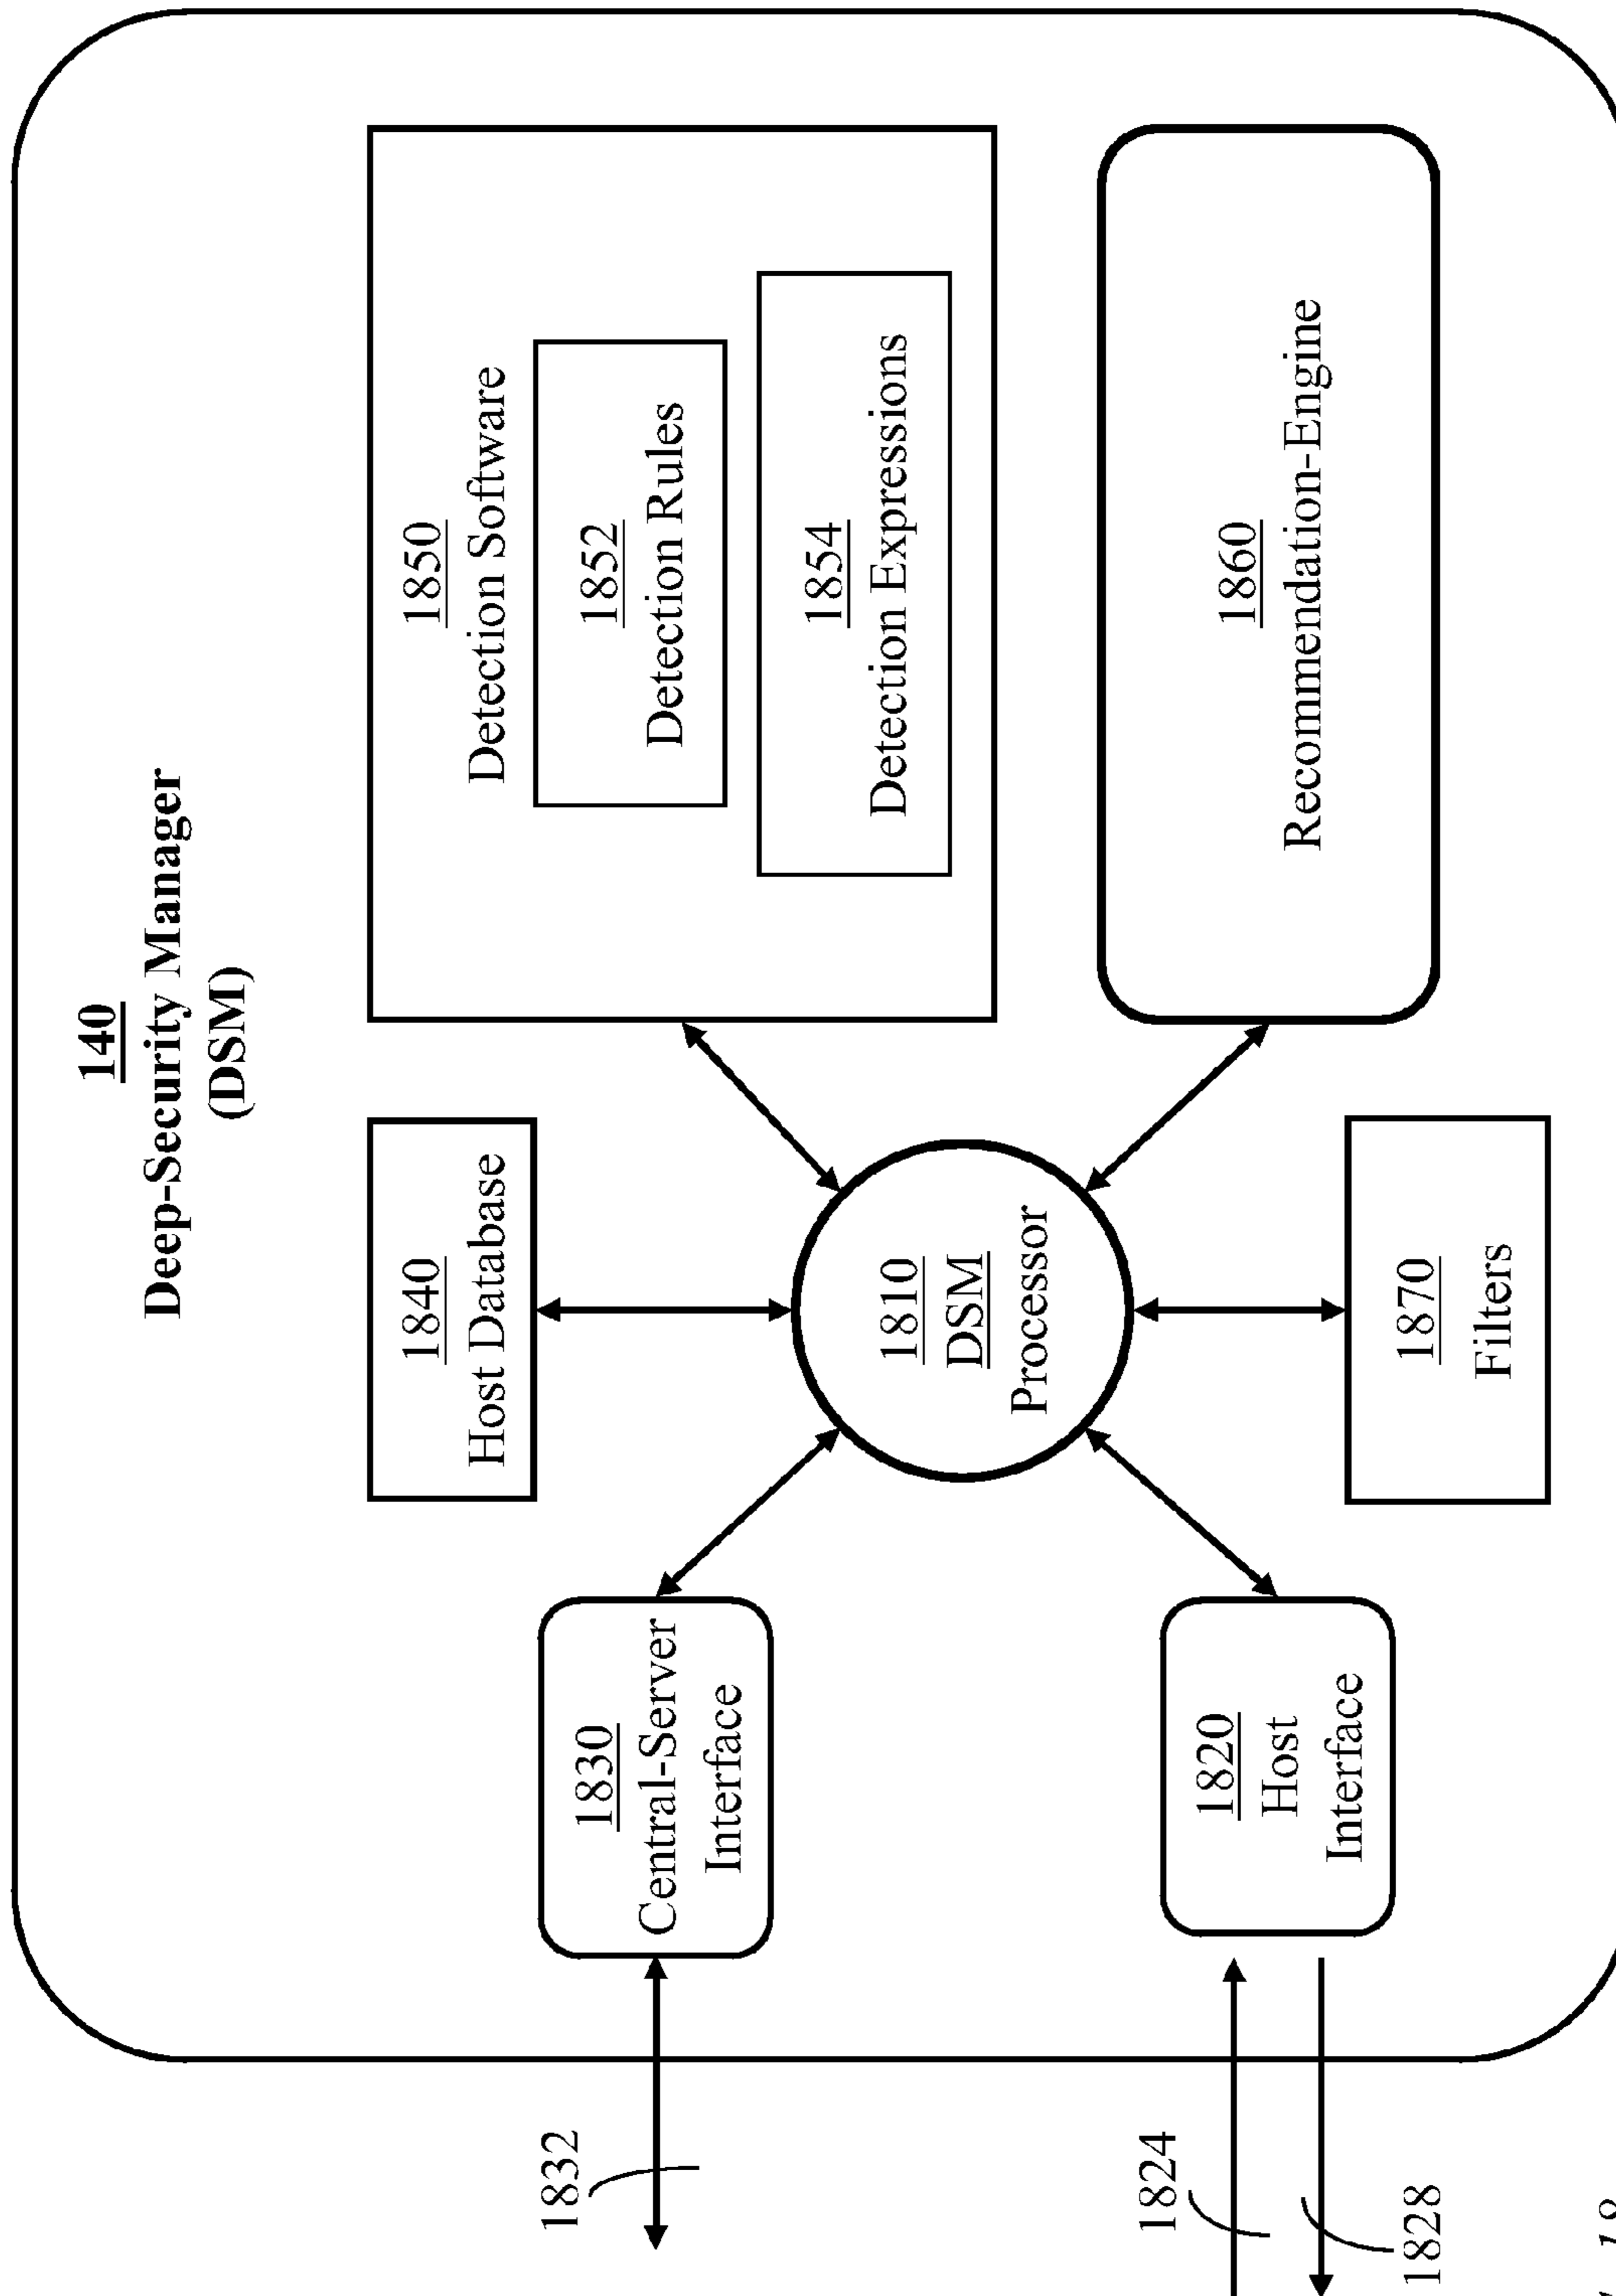 140
Deep-Security Manager
(DSM)
1850
Detection Software
1852
Detection Rules
1854
Detection Expressions
1840
Host Database
1830
Central-Server
Interface
1832
1810
DSM
Processor
1860
Recommendation-Engine
1820
Host
Interface
1824
1828
1870
Filters
18